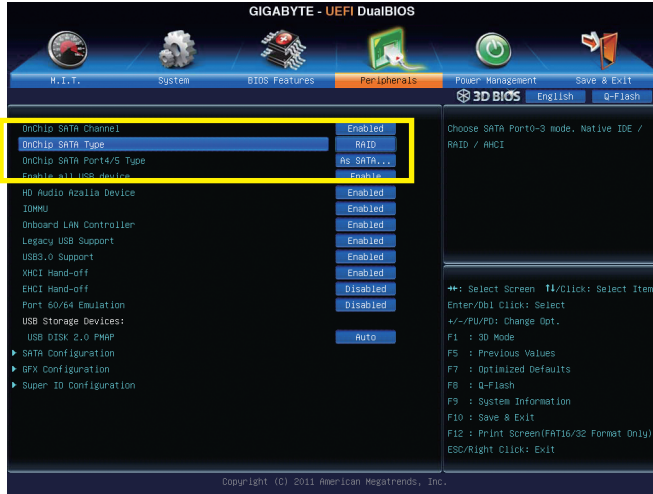 GIGABYTE - UEFI DualBIOS
M.I.T. System BIOS Features Peripherals Power Management Save & Exit
3D BIOS English Q-Flash
OnChip SATA Channel Enabled
OnChip SATA Type RAID
OnChip SATA Port4/5 Type As SATA...
Enable all USB device Enable
HD Audio Azalia Device Enabled
IOMMU Enabled
Onboard LAN Controller Enabled
Legacy USB Support Enabled
USB3.0 Support Enabled
XHCI Hand-off Enabled
EHCI Hand-off Disabled
Port 60/64 Emulation Disabled
USB Storage Devices:
USB DISK 2.0 PMAP Auto
SATA Configuration
GFX Configuration
Super IO Configuration
Choose SATA Port0-3 mode. Native IDE /
RAID / AHCI
→←: Select Screen ↑↓/Click: Select Item
Enter/Dbl Click: Select
+/-/PU/PD: Change Opt.
F1 : 3D Mode
F5 : Previous Values
F7 : Optimized Defaults
F8 : Q-Flash
F9 : System Information
F10 : Save & Exit
F12 : Print Screen(FAT16/32 Format Only)
ESC/Right Click: Exit
Copyright (C) 2011 American Megatrends, Inc.